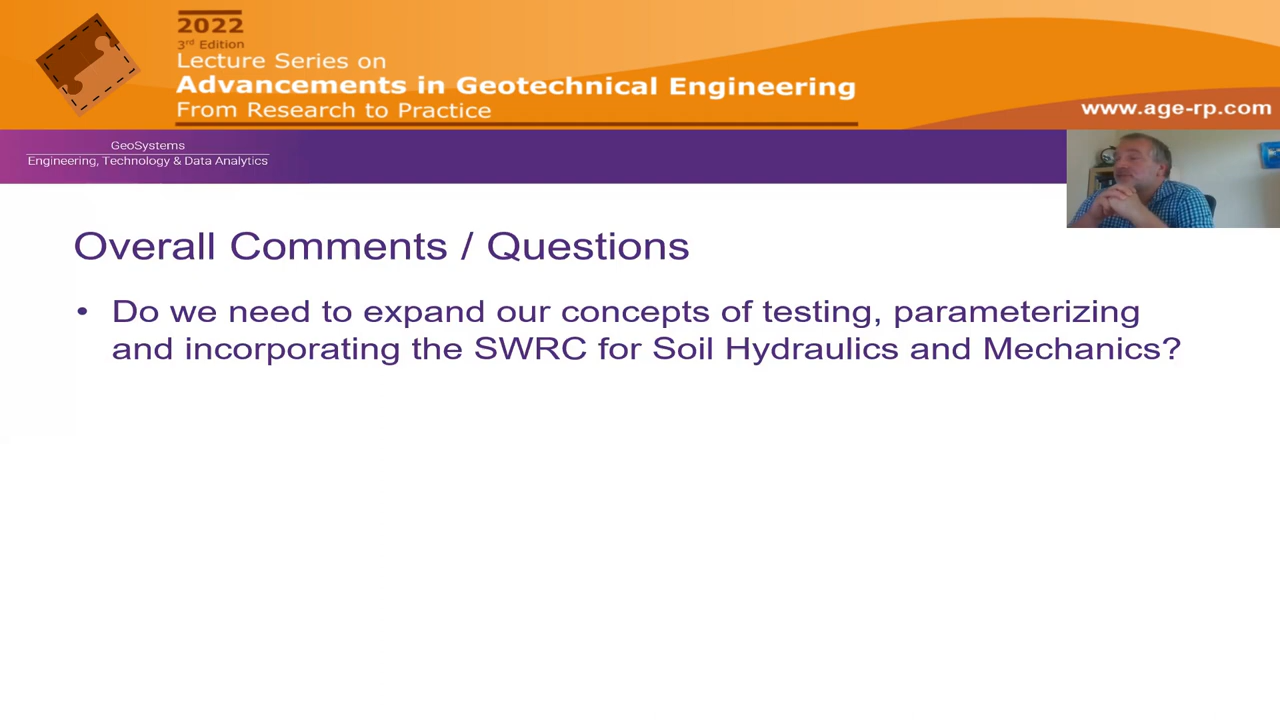 2022
3rd Edition
Lecture Series on
Advancements in Geotechnical Engineering
From Research to Practice
www.age-rp.com
GeoSystems
Engineering, Technology & Data Analytics
Overall Comments / Questions
• Do we need to expand our concepts of testing, parameterizing
and incorporating the SWRC for Soil Hydraulics and Mechanics?